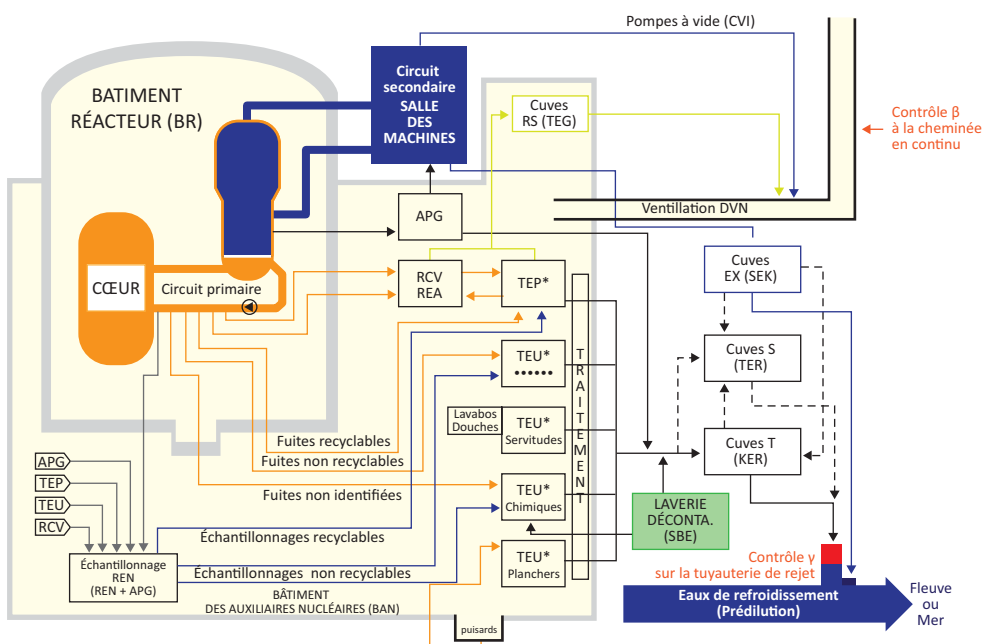 Pompes à vide (CVI)
BATIMENT
RÉACTEUR (BR)
Circuit
secondaire
SALLE
DES
MACHINES
Cuves
RS (TEG)
Contrôle β
à la cheminée
en continu
Ventillation DVN
APG
CŒUR
Circuit primaire
RCV
REA
TEP*
Cuves
EX (SEK)
TEU*
••••••
Cuves S
(TER)
TRAITEMENT
Lavabos
Douches
TEU*
Servitudes
Cuves T
(KER)
Fuites recyclables
Fuites non recyclables
Fuites non identifiées
APG
TEP
TEU
RCV
TEU*
Chimiques
LAVERIE
DÉCONTA.
(SBE)
Échantillonnages recyclables
Échantillonnage
REN
(REN + APG)
Échantillonnages non recyclables
TEU*
Planchers
Contrôle γ
sur la tuyauterie de rejet
BÂTIMENT
DES AUXILIAIRES NUCLÉAIRES (BAN)
Eaux de refroidissement
(Prédilution)
Fleuve
ou
Mer
puisards